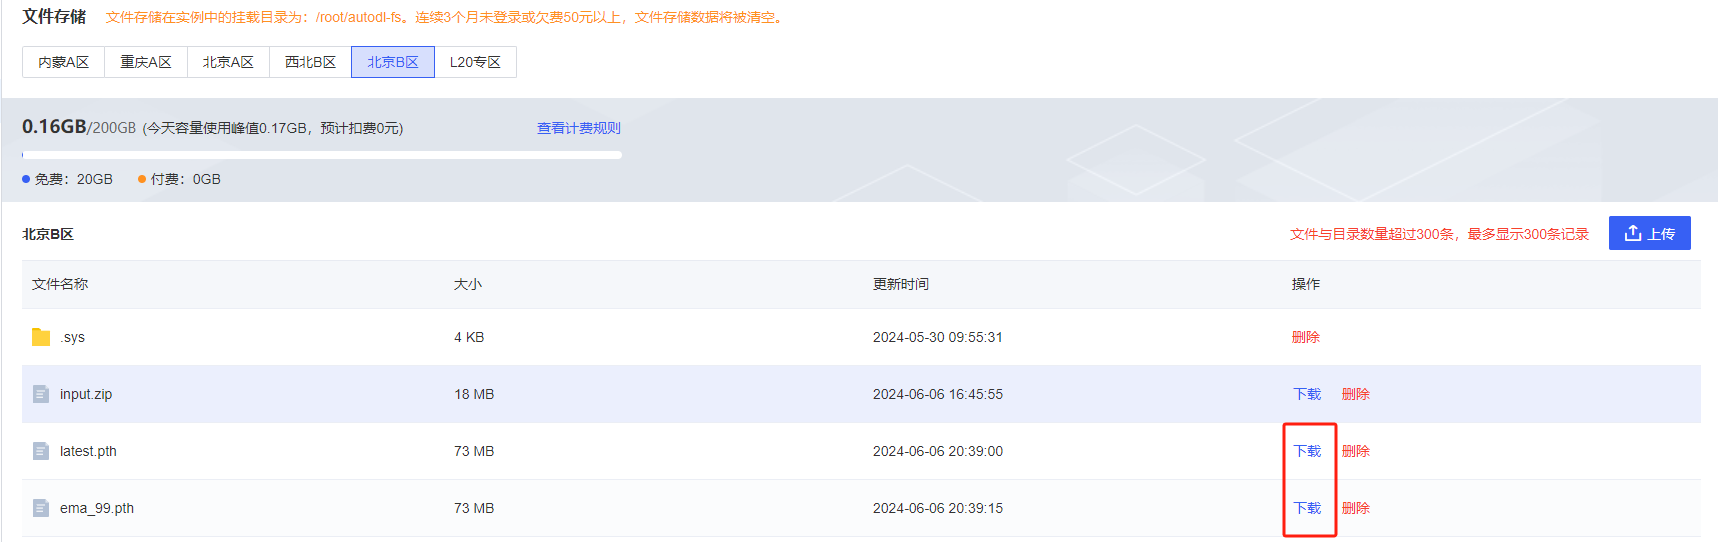 文件存储 文件存储在实例中的挂载目录为：/root/autodl-fs。连续3个月未登录或欠费50元以上，文件存储数据将被清空。
内蒙A区 重庆A区 北京A区 西北B区 北京B区 L20专区
0.16GB/200GB (今天容量使用峰值0.17GB，预计扣费0元) 查看计费规则
免费：20GB 付费：0GB
北京B区 文件与目录数量超过300条，最多显示300条记录 上传
文件名称 大小 更新时间 操作
.sys 4 KB 2024-05-30 09:55:31 删除
input.zip 18 MB 2024-06-06 16:45:55 下载 删除
latest.pth 73 MB 2024-06-06 20:39:00 下载 删除
ema_99.pth 73 MB 2024-06-06 20:39:15 下载 删除